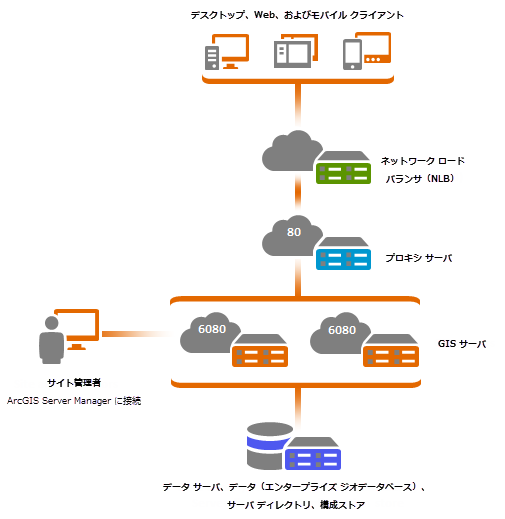 デスクトップ、Web、およびモバイル クライアント
ネットワーク ロード
バランサ（NLB）
80
プロキシ サーバ
6080
6080
GIS サーバ
サイト管理者
ArcGIS Server Manager に接続
データ サーバ、データ（エンタープライズ ジオデータベース）、
サーバ ディレクトリ、構成ストア